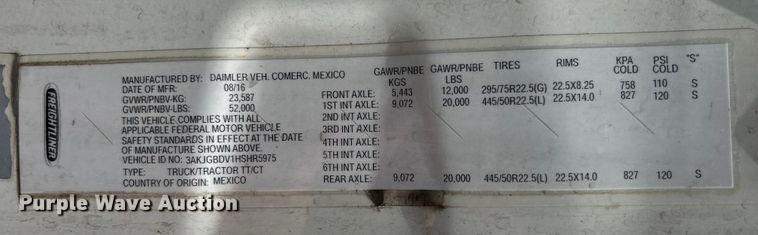 FREIGHTLINER
MANUFACTURED BY: DAIMLER VEH. COMERC. MEXICO
DATE OF MFR: 08/16
GVWR/PNBV-KG: 23,587
GVWR/PNBV-LBS: 52,000
THIS VEHICLE COMPLIES WITH ALL
APPLICABLE FEDERAL MOTOR VEHICLE
SAFETY STANDARDS IN EFFECT AT THE DATE
OF MANUFACTURE SHOWN ABOVE.
VEHICLE ID NO: 3AKJGBDV1HSHR5975
TYPE: TRUCK/TRACTOR TT/CT
COUNTRY OF ORIGIN: MEXICO
GAWR/PNBE KGS GAWR/PNBE LBS TIRES RIMS KPA COLD PSI COLD "S"
FRONT AXLE: 5,443 12,000 295/75R22.5(G) 22.5X8.25 758 110 S
1ST INT AXLE: 9,072 20,000 445/50R22.5(L) 22.5X14.0 827 120 S
2ND INT AXLE:
3RD INT AXLE:
4TH INT AXLE:
5TH INT AXLE:
6TH INT AXLE:
REAR AXLE: 9,072 20,000 445/50R22.5(L) 22.5X14.0 827 120 S
Purple Wave Auction